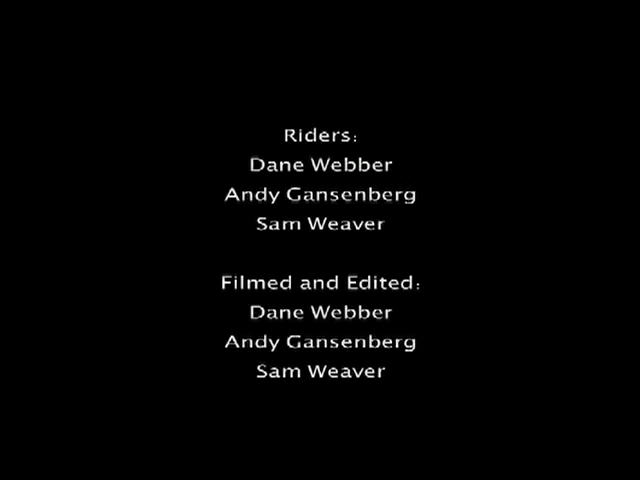 Riders:
Dane Webber
Andy Gansenberg
Sam Weaver
Filmed and Edited:
Dane Webber
Andy Gansenberg
Sam Weaver